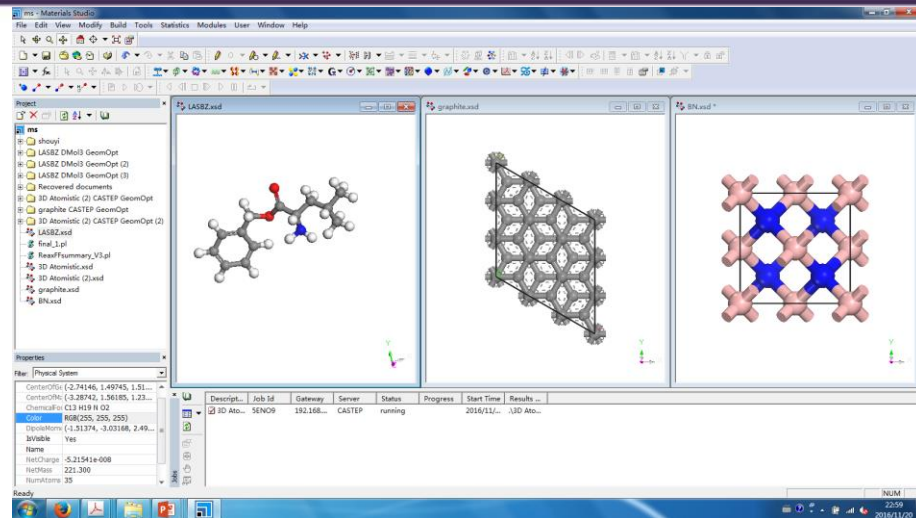 ms - Materials Studio
File Edit View Modify Build Tools Statistics Modules User Window Help
Project
ms
shouyi
LASBZ DMol3 GeomOpt
LASBZ DMol3 GeomOpt (2)
LASBZ DMol3 GeomOpt (3)
Recovered documents
3D Atomistic (2) CASTEP GeomOpt
graphite CASTEP GeomOpt
3D Atomistic (2) CASTEP GeomOpt (2)
LASBZ.xsd
final_1.pl
ReaxFFsummary_V3.pl
3D Atomistic.xsd
3D Atomistic (2).xsd
graphite.xsd
BN.xsd
LASBZ.xsd
graphite.xsd
BN.xsd *
Properties
Filter: Physical System
CenterOfG (-2.74146, 1.49745, 1.51...
CenterOfM (-3.28742, 1.56185, 1.23...
ChemicalFo C13 H19 N O2
Color RGB(255, 255, 255)
DipoleMom (-1.51374, -3.03168, 2.49...
IsVisible Yes
Name
NetCharge -5.21541e-008
NetMass 221.300
NumAtoms 35
Jobs
Descript... Job Id Gateway Server Status Progress Start Time Results ...
3D Ato... 5ENO9 192.168.... CASTEP running 2016/11/... .\3D Ato...
Ready
NUM
22:59
2016/11/20